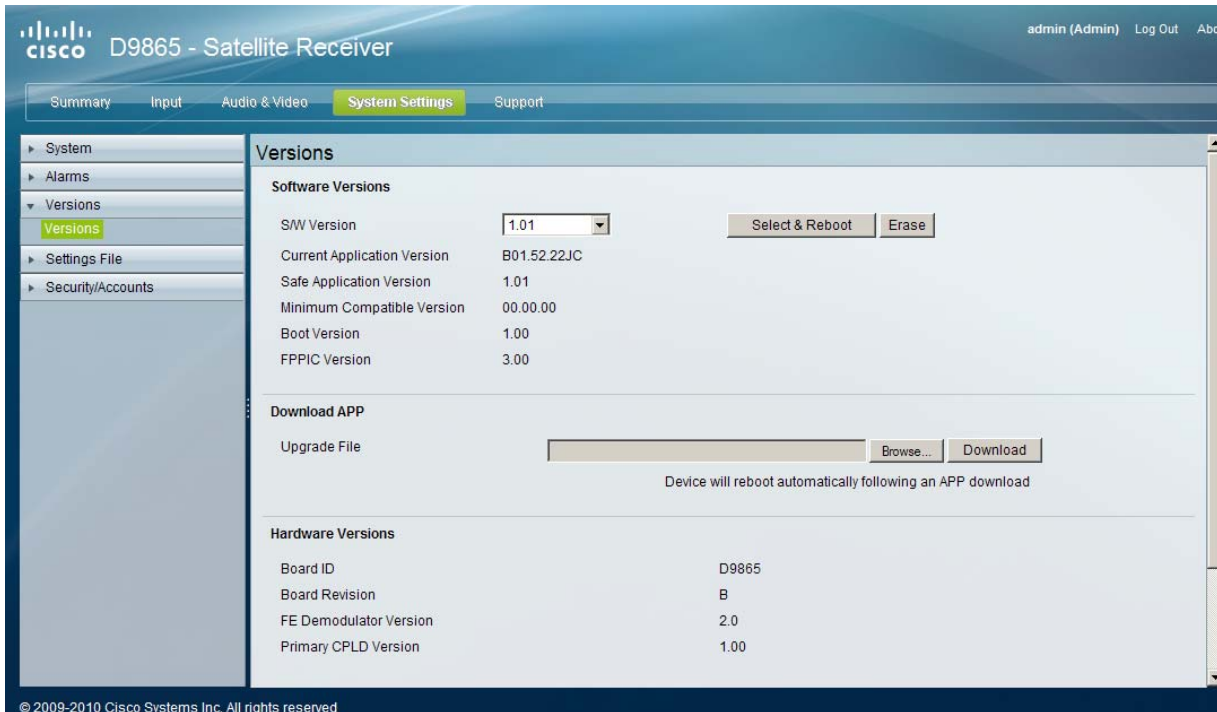 admin (Admin) Log Out
CISCO D9865 - Satellite Receiver
Summary Input Audio & Video System Settings Support
System
Alarms
Versions
Versions
Settings File
Security/Accounts
Versions
Software Versions
S/W Version 1.01 Select & Reboot Erase
Current Application Version B01.52.22JC
Safe Application Version 1.01
Minimum Compatible Version 00.00.00
Boot Version 1.00
FPPIC Version 3.00
Download APP
Upgrade File Browse... Download
Device will reboot automatically following an APP download
Hardware Versions
Board ID D9865
Board Revision B
FE Demodulator Version 2.0
Primary CPLD Version 1.00
© 2009-2010 Cisco Systems Inc. All rights reserved